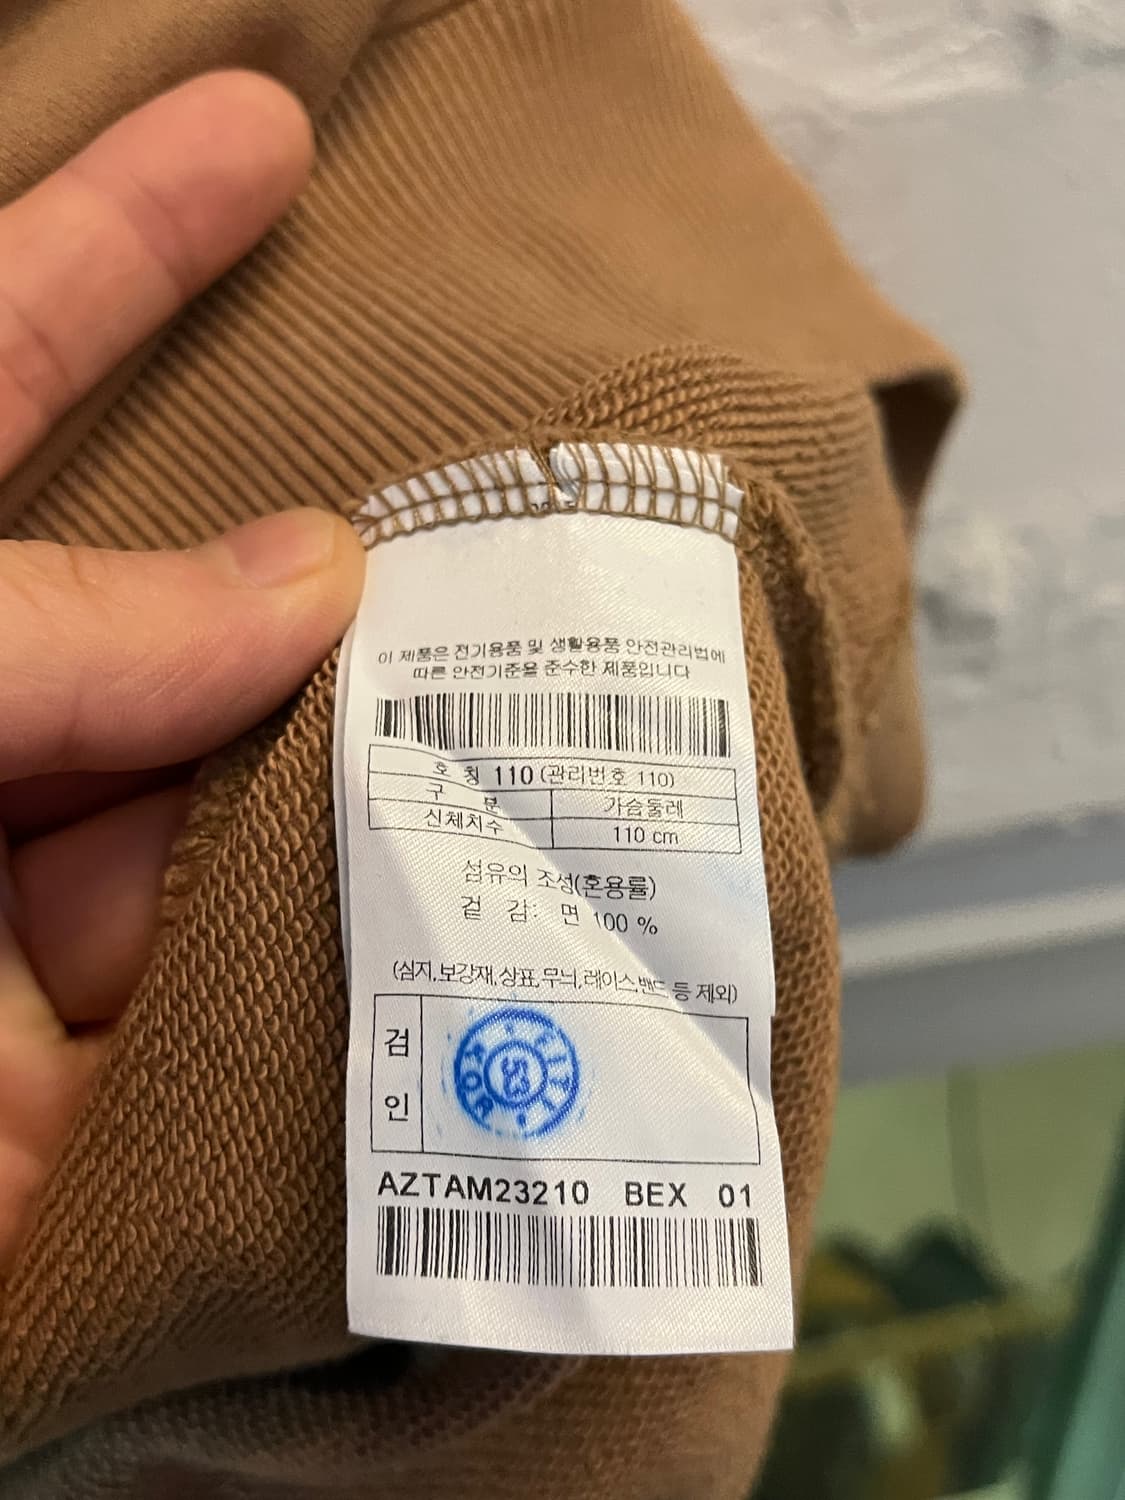 이 제품은 전기용품 및 생활용품 안전관리법에
따른 안전기준을 준수한 제품입니다
호 칭 110 (관리번호 110)
구 분 가슴둘레
신체치수 110 cm
섬유의 조성(혼용률)
겉 감: 면 100 %
(심지,보강재,상표,무늬,레이스,밴드 등 제외)
검
인
53
AZTAM23210 BEX 01